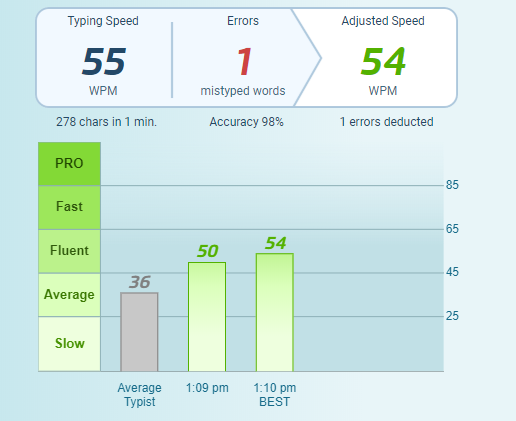 Typing Speed
Errors
Adjusted Speed
55
1
54
WPM
mistyped words
WPM
278 chars in 1 min.
Accuracy 98%
1 errors deducted
PRO
85
Fast
65
Fluent
50
54
45
36
Average
25
Slow
Average
Typist
1:09 pm
1:10 pm
BEST